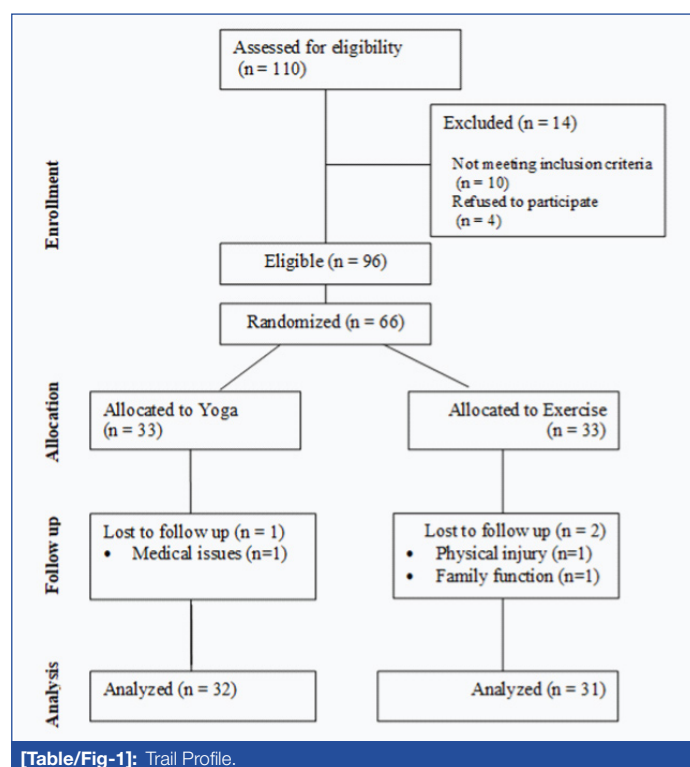 Assessed for eligibility
(n = 110)
Excluded (n = 14)
Not meeting inclusion criteria
(n = 10)
Refused to participate
(n = 4)
Enrollment
Eligible (n = 96)
Randomized (n = 66)
Allocation
Allocated to Yoga
(n = 33)
Allocated to Exercise
(n = 33)
Follow up
Lost to follow up (n = 1)
• Medical issues (n=1)
Lost to follow up (n = 2)
• Physical injury (n=1)
• Family function (n=1)
Analysis
Analyzed (n = 32)
Analyzed (n = 31)
[Table/Fig-1]: Trail Profile.